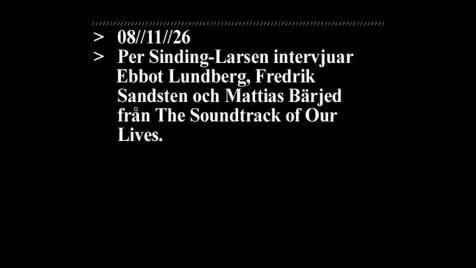 > 08//11//26
> Per Sinding-Larsen intervjuar
Ebbot Lundberg, Fredrik
Sandsten och Mattias Bärjed
från The Soundtrack of Our
Lives.